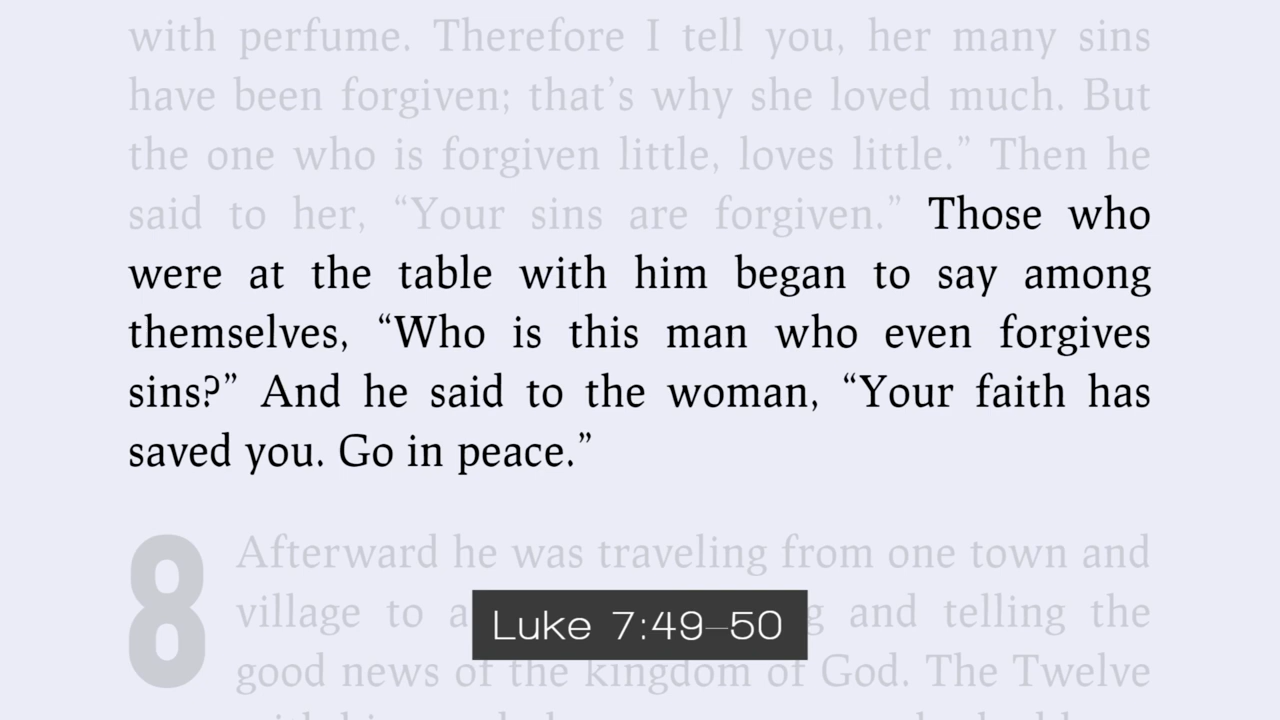 with perfume. Therefore I tell you, her many sins
have been forgiven; that’s why she loved much. But
the one who is forgiven little, loves little.” Then he
said to her, “Your sins are forgiven.” Those who
were at the table with him began to say among
themselves, “Who is this man who even forgives
sins?” And he said to the woman, “Your faith has
saved you. Go in peace.”
8 Afterward he was traveling from one town and
village to a and telling the
good news of the kingdom of God. The Twelve
Luke 7:49–50